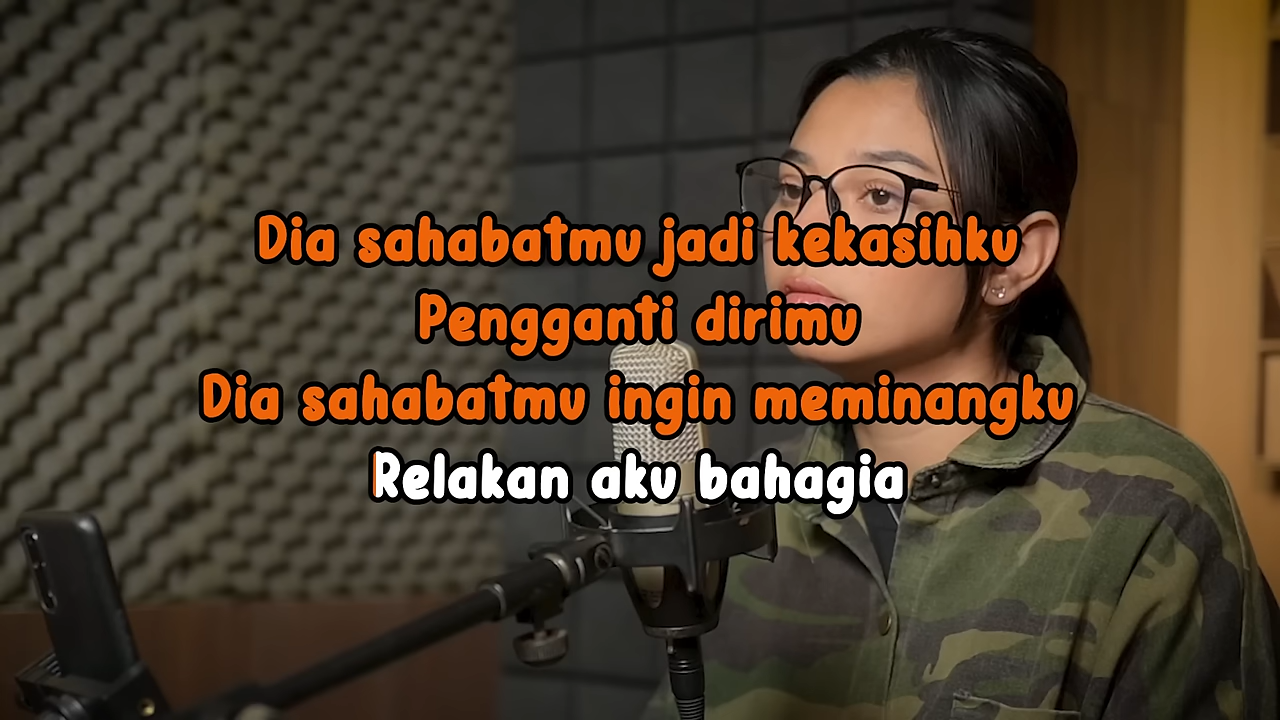 Dia sahabatmu jadi kekasihku
Pengganti dirimu
Dia sahabatmu ingin meminangku
Relakan aku bahagia